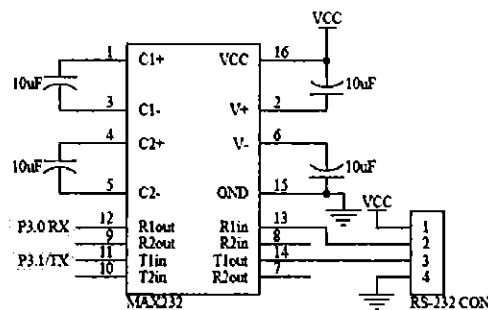 VCC
1 C1+ VCC 16
10uF 10uF
3 C1- V+ 2
4 C2+ V- 6
10uF 10uF
5 C2- GND 15
VCC
P3.0 RX 12 R1out R1in 13 1
9 R2out R2in 8 2
P3.1/TX 11 T1in T1out 14 3
10 T2in R2out 7 4
MAX232 RS-232 CON